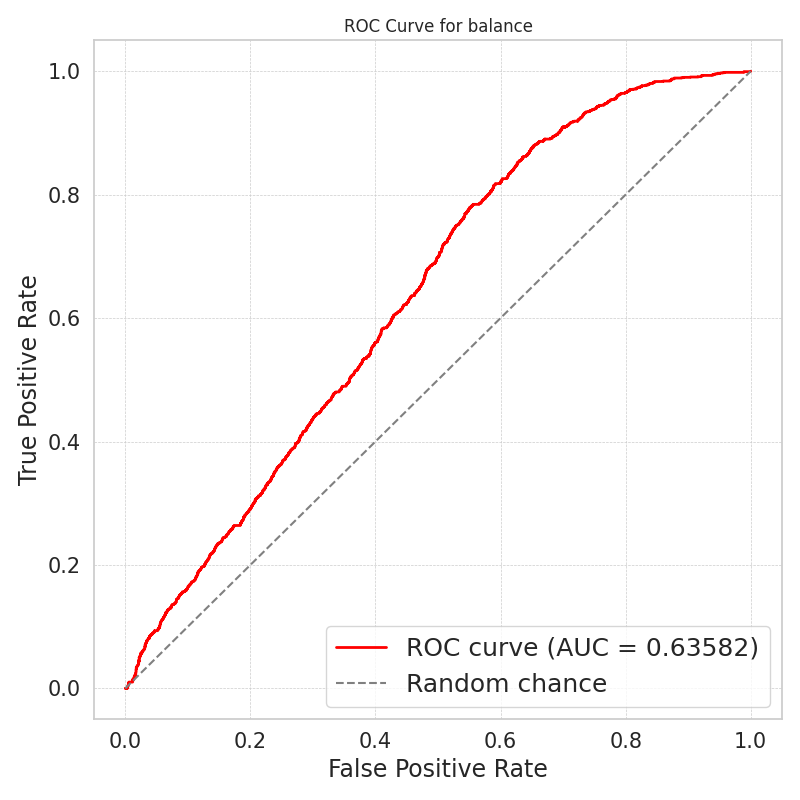 ROC Curve for balance
True Positive Rate
1.0
0.8
0.6
0.4
0.2
0.0
ROC curve (AUC = 0.63582)
Random chance
0.0 0.2 0.4 0.6 0.8 1.0
False Positive Rate